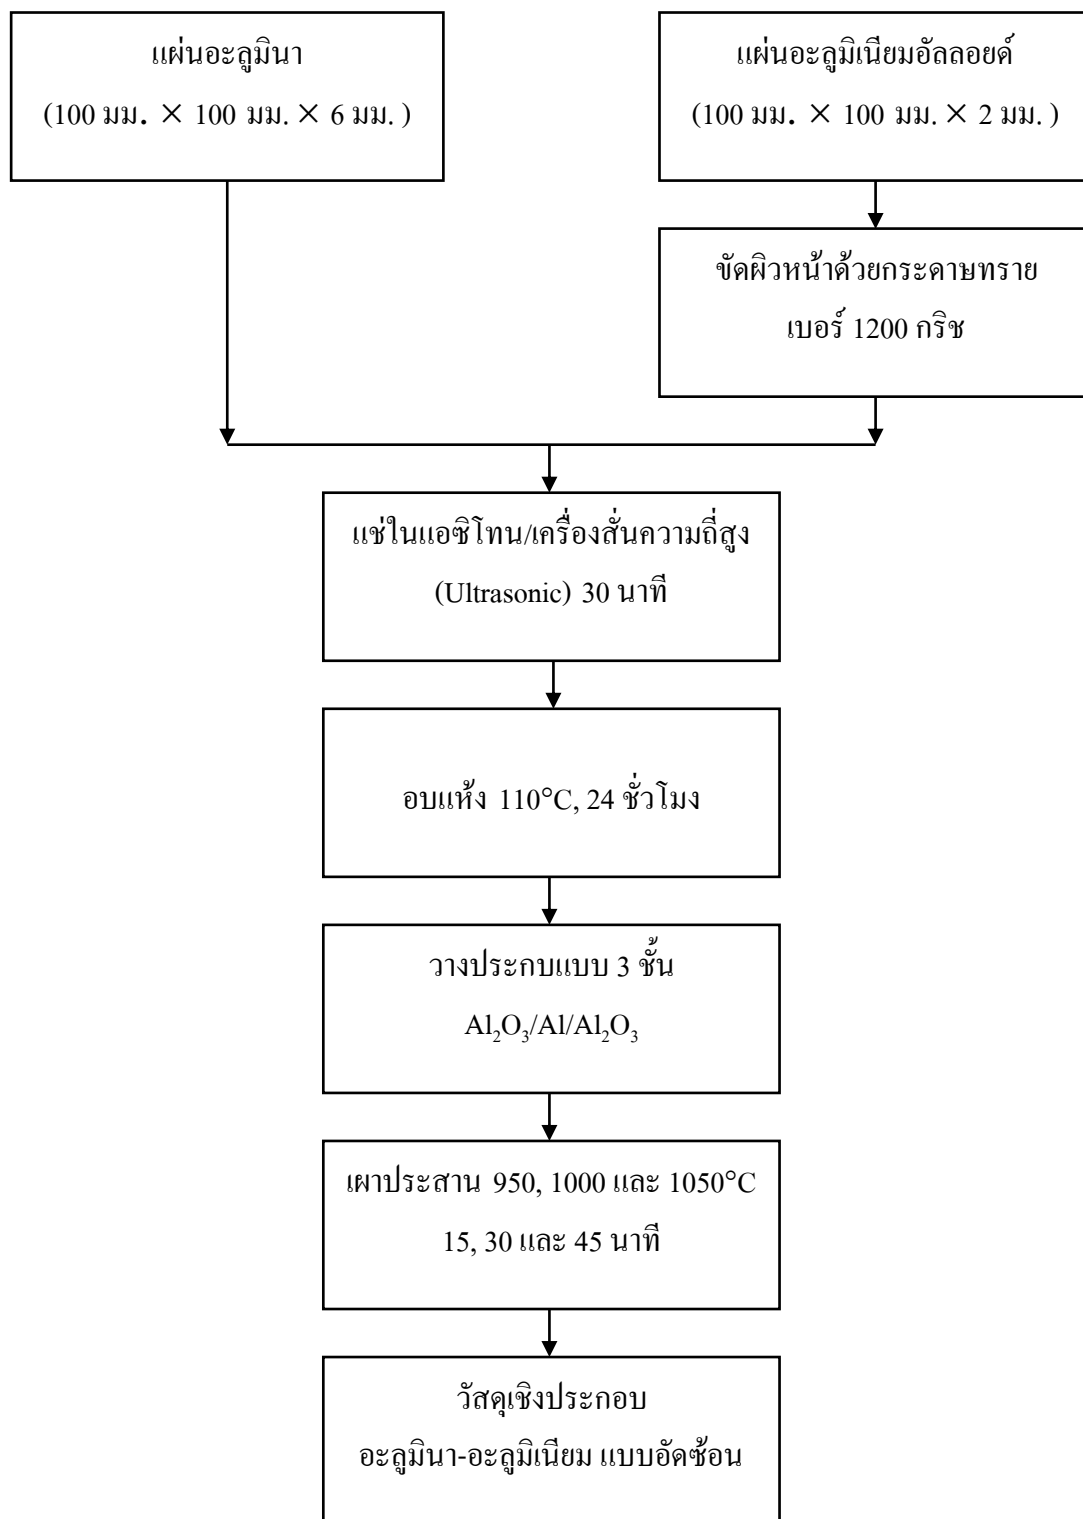 แผ่นอะลูมินา
(100 มม. × 100 มม. × 6 มม. )
แผ่นอะลูมิเนียมอัลลอยด์
(100 มม. × 100 มม. × 2 มม. )
ขัดผิวหน้าด้วยกระดาษทราย
เบอร์ 1200 กริช
แช่ในแอซิโทน/เครื่องสั่นความถี่สูง
(Ultrasonic) 30 นาที
อบแห้ง 110°C, 24 ชั่วโมง
วางประกบแบบ 3 ชั้น
Al₂O₃/Al/Al₂O₃
เผาประสาน 950, 1000 และ 1050°C
15, 30 และ 45 นาที
วัสดุเชิงประกอบ
อะลูมินา-อะลูมิเนียม แบบอัดซ้อน